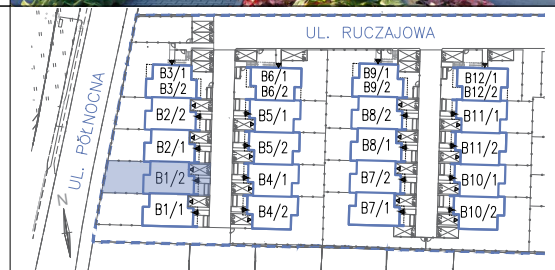 UL. RUCZAJOWA
UL. PÓŁNOCNA
B3/1 B6/1 B9/1 B12/1
B3/2 B6/2 B9/2 B12/2
B2/2 B5/1 B8/2 B11/1
B2/1 B5/2 B8/1 B11/2
B1/2 B4/1 B7/2 B10/1
B1/1 B4/2 B7/1 B10/2
N